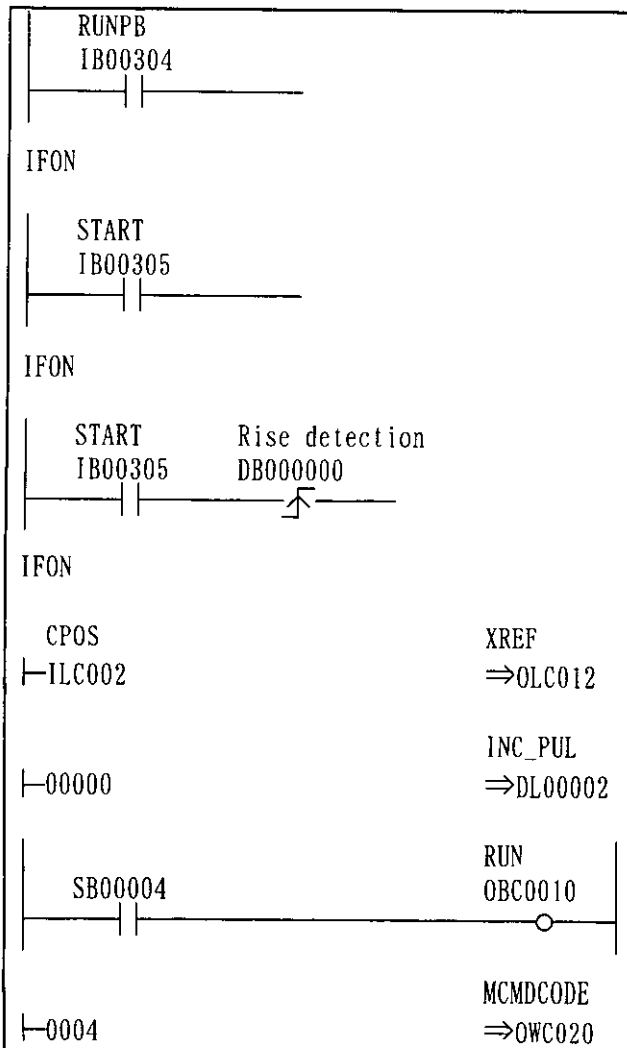 RUNPB
IB00304
IFON
START
IB00305
IFON
START Rise detection
IB00305 DB000000
IFON
CPOS XREF
ILC002 ⇒OLC012
INC_PUL
00000 ⇒DL00002
RUN
SB00004 OBC0010
MCMDCODE
0004 ⇒OWC020